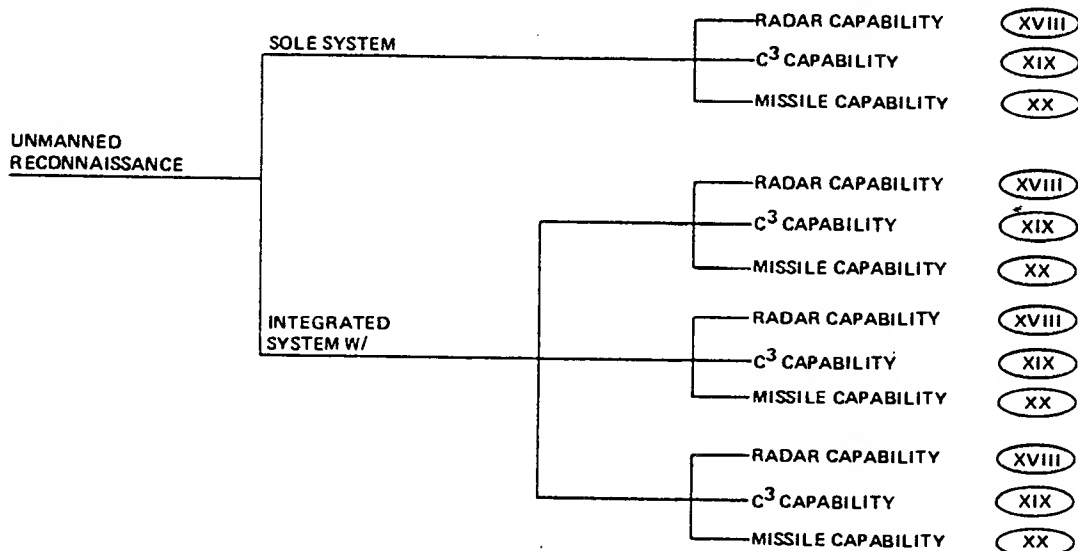 SOLE SYSTEM
RADAR CAPABILITY XVIII
C³ CAPABILITY XIX
MISSILE CAPABILITY XX
UNMANNED
RECONNAISSANCE
RADAR CAPABILITY XVIII
C³ CAPABILITY XIX
MISSILE CAPABILITY XX
INTEGRATED
SYSTEM W/
RADAR CAPABILITY XVIII
C³ CAPABILITY XIX
MISSILE CAPABILITY XX
RADAR CAPABILITY XVIII
C³ CAPABILITY XIX
MISSILE CAPABILITY XX